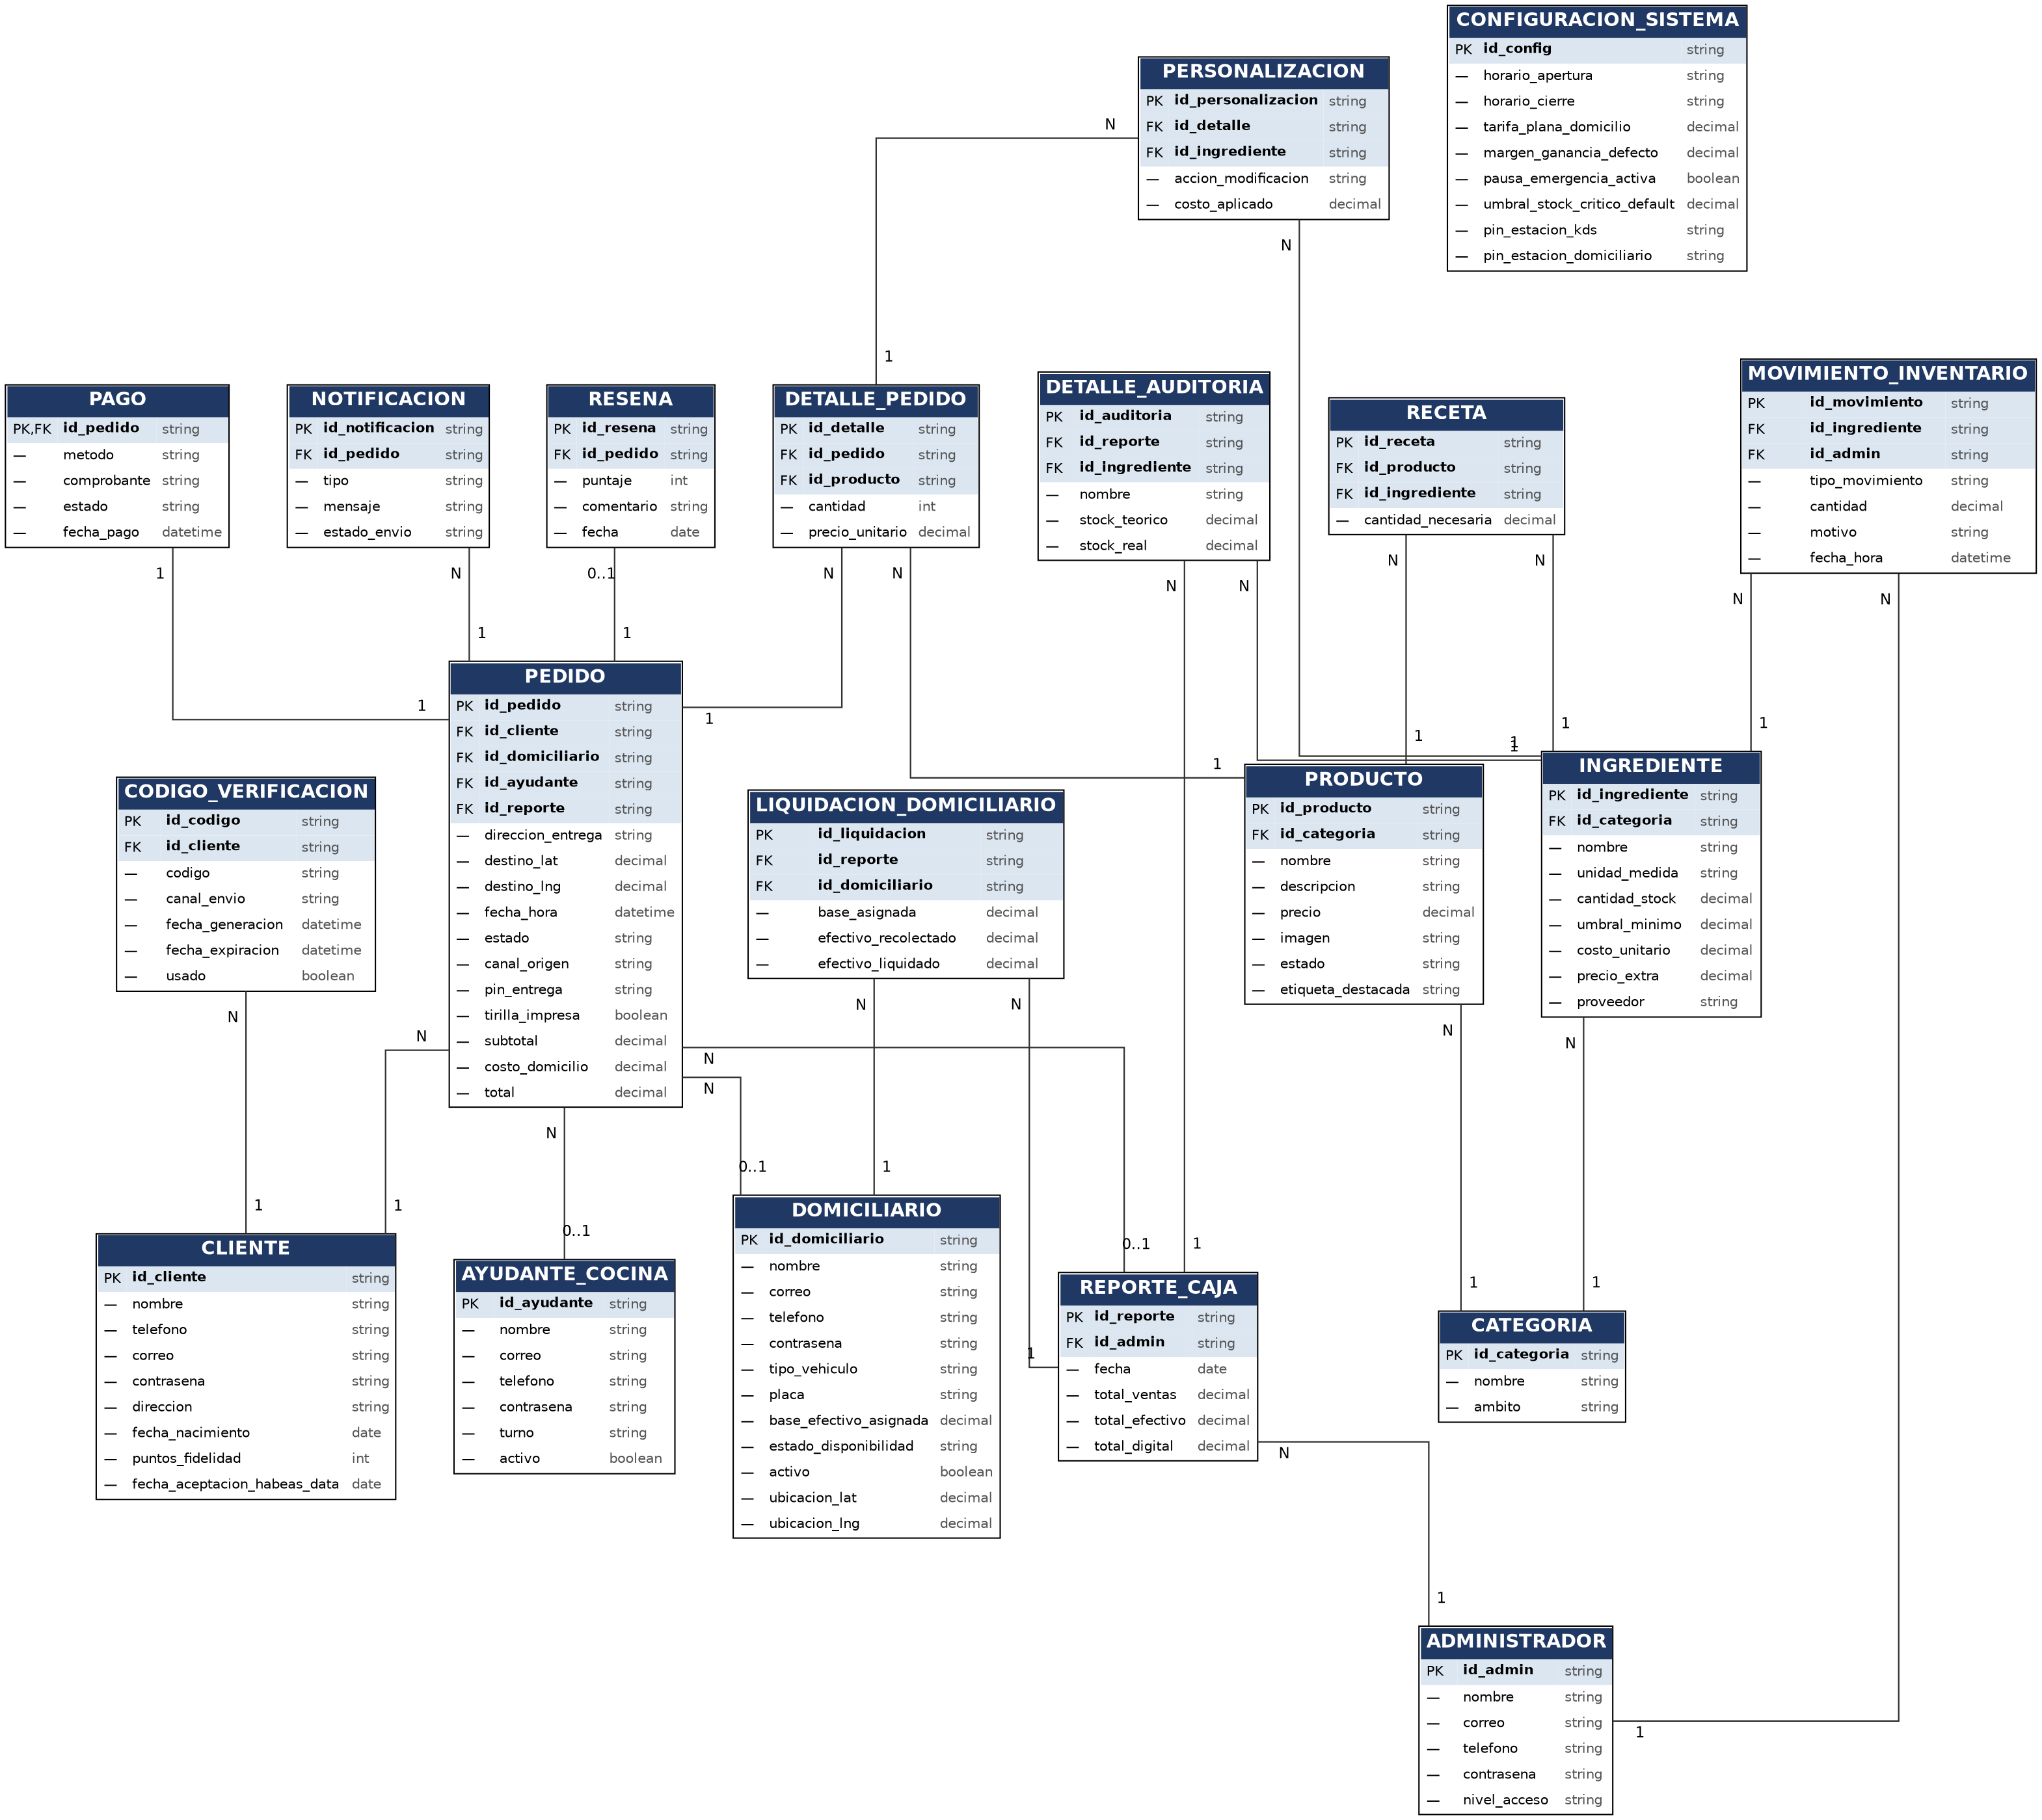 CONFIGURACION_SISTEMA
PK id_config string
— horario_apertura string
— horario_cierre string
— tarifa_plana_domicilio decimal
— margen_ganancia_defecto decimal
— pausa_emergencia_activa boolean
— umbral_stock_critico_default decimal
— pin_estacion_kds string
— pin_estacion_domiciliario string
PERSONALIZACION
PK id_personalizacion string
FK id_detalle string
FK id_ingrediente string
— accion_modificacion string
— costo_aplicado decimal
N
N
1
PAGO
PK,FK id_pedido string
— metodo string
— comprobante string
— estado string
— fecha_pago datetime
1
1
NOTIFICACION
PK id_notificacion string
FK id_pedido string
— tipo string
— mensaje string
— estado_envio string
N
1
RESENA
PK id_resena string
FK id_pedido string
— puntaje int
— comentario string
— fecha date
0..1
1
DETALLE_PEDIDO
PK id_detalle string
FK id_pedido string
FK id_producto string
— cantidad int
— precio_unitario decimal
N
N
1
1
DETALLE_AUDITORIA
PK id_auditoria string
FK id_reporte string
FK id_ingrediente string
— nombre string
— stock_teorico decimal
— stock_real decimal
N
N
1
1
RECETA
PK id_receta string
FK id_producto string
FK id_ingrediente string
— cantidad_necesaria decimal
N
N
1
1
MOVIMIENTO_INVENTARIO
PK id_movimiento string
FK id_ingrediente string
FK id_admin string
— tipo_movimiento string
— cantidad decimal
— motivo string
— fecha_hora datetime
N
N
1
PEDIDO
PK id_pedido string
FK id_cliente string
FK id_domiciliario string
FK id_ayudante string
FK id_reporte string
— direccion_entrega string
— destino_lat decimal
— destino_lng decimal
— fecha_hora datetime
— estado string
— canal_origen string
— pin_entrega string
— tirilla_impresa boolean
— subtotal decimal
— costo_domicilio decimal
— total decimal
N
N
N
N
CODIGO_VERIFICACION
PK id_codigo string
FK id_cliente string
— codigo string
— canal_envio string
— fecha_generacion datetime
— fecha_expiracion datetime
— usado boolean
N
1
1
LIQUIDACION_DOMICILIARIO
PK id_liquidacion string
FK id_reporte string
FK id_domiciliario string
— base_asignada decimal
— efectivo_recolectado decimal
— efectivo_liquidado decimal
N
N
PRODUCTO
PK id_producto string
FK id_categoria string
— nombre string
— descripcion string
— precio decimal
— imagen string
— estado string
— etiqueta_destacada string
N
INGREDIENTE
PK id_ingrediente string
FK id_categoria string
— nombre string
— unidad_medida string
— cantidad_stock decimal
— umbral_minimo decimal
— costo_unitario decimal
— precio_extra decimal
— proveedor string
N
0..1
0..1
1
0..1
1
1
1
1
CLIENTE
PK id_cliente string
— nombre string
— telefono string
— correo string
— contrasena string
— direccion string
— fecha_nacimiento date
— puntos_fidelidad int
— fecha_aceptacion_habeas_data date
AYUDANTE_COCINA
PK id_ayudante string
— nombre string
— correo string
— telefono string
— contrasena string
— turno string
— activo boolean
DOMICILIARIO
PK id_domiciliario string
— nombre string
— correo string
— telefono string
— contrasena string
— tipo_vehiculo string
— placa string
— base_efectivo_asignada decimal
— estado_disponibilidad string
— activo boolean
— ubicacion_lat decimal
— ubicacion_lng decimal
REPORTE_CAJA
PK id_reporte string
FK id_admin string
— fecha date
— total_ventas decimal
— total_efectivo decimal
— total_digital decimal
N
1
CATEGORIA
PK id_categoria string
— nombre string
— ambito string
ADMINISTRADOR
PK id_admin string
— nombre string
— correo string
— telefono string
— contrasena string
— nivel_acceso string
1